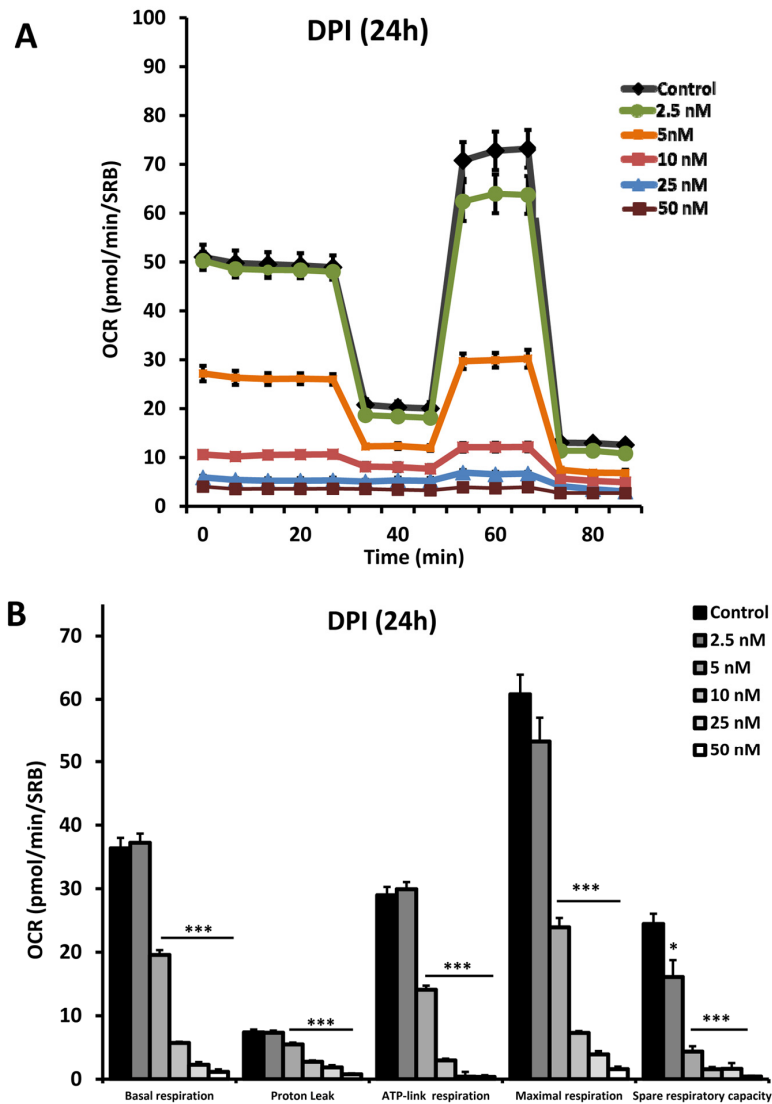 A
DPI (24h)
100
90
80
70
60
50
40
30
20
10
0
OCR (pmol/min/SRB)
0
20
40
60
80
Time (min)
Control
2.5 nM
5nM
10 nM
25 nM
50 nM
B
DPI (24h)
70
60
50
40
30
20
10
0
OCR (pmol/min/SRB)
Control
2.5 nM
5 nM
10 nM
25 nM
50 nM
***
***
***
***
*
***
Basal respiration
Proton Leak
ATP-link respiration
Maximal respiration
Spare respiratory capacity